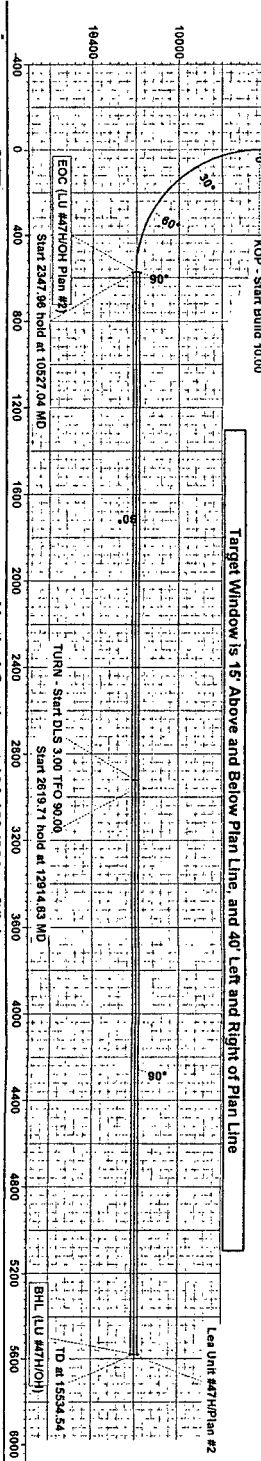 Target Window is 15' Above and Below Plan Line, and 40' Left and Right of Plan Line
KOP - Start Build 10.00
0°
30°
60°
90°
90°
90°
10000
10400
EOC (LU #47H/OH Plan #2)
Start 2347.96 hold at 10527.04 MD
TURN - Start DLS 3.00 TFO 90.00
Start 2619.71 hold at 12914.83 MD
Lea Unit #47H/Plan #2
TD at 15534.54
BHL (LU #47H/OH)
-400
0
400
800
1200
1600
2000
2400
2800
3200
3600
4000
4400
4800
5200
5600
6000